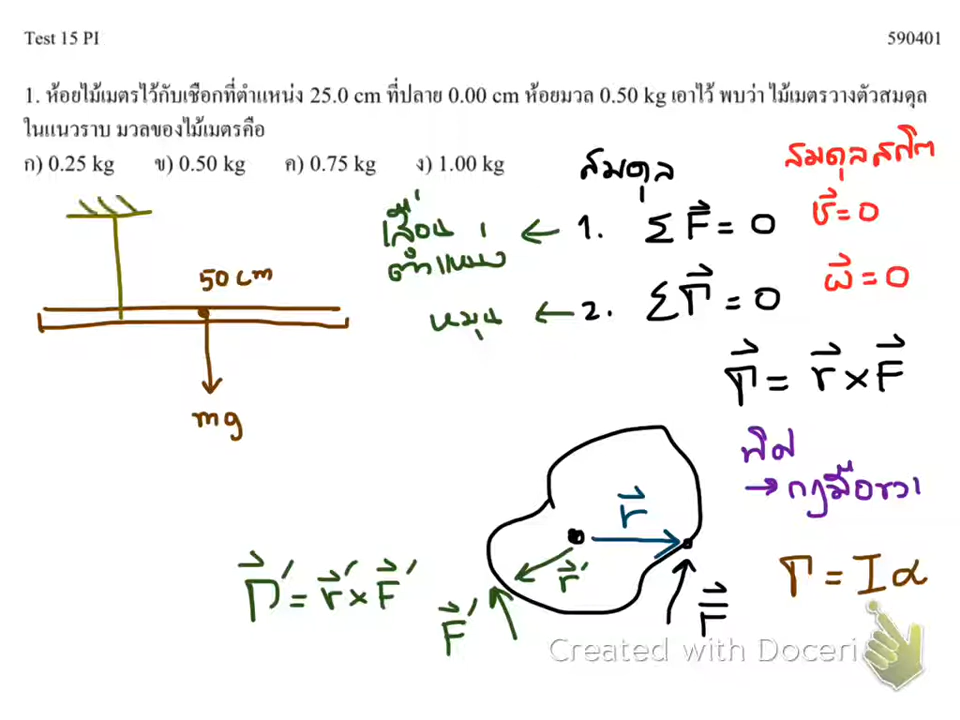 Test 15 PI
590401
1. ห้อยไม้เมตรไว้กับเชือกที่ตำแหน่ง 25.0 cm ที่ปลาย 0.00 cm ห้อยมวล 0.50 kg เอาไว้ พบว่า ไม้เมตรวางตัวสมดุล
ในแนวราบ มวลของไม้เมตรคือ
ก) 0.25 kg ข) 0.50 kg ค) 0.75 kg ง) 1.00 kg
สมดุล
สมดุลสถิต
เลื่อน ← 1. ΣF⃗ = 0
ตำแหน่ง
v⃗ = 0
ω⃗ = 0
50 cm
หมุน ← 2. ΣΓ⃗ = 0
mg
Γ⃗ = r⃗ × F⃗
ทิศ
→ กฎมือขวา
r⃗
Γ⃗′ = r⃗′ × F⃗′
r⃗′
F⃗′
F⃗
Γ = Iα
Created with Doceri